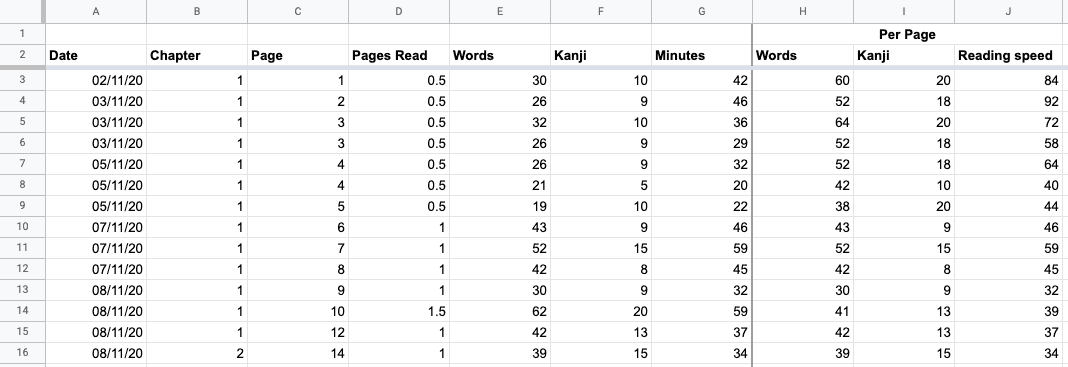 A B C D E F G H I J
1 Per Page
2 Date Chapter Page Pages Read Words Kanji Minutes Words Kanji Reading speed
3 02/11/20 1 1 0.5 30 10 42 60 20 84
4 03/11/20 1 2 0.5 26 9 46 52 18 92
5 03/11/20 1 3 0.5 32 10 36 64 20 72
6 03/11/20 1 3 0.5 26 9 29 52 18 58
7 05/11/20 1 4 0.5 26 9 32 52 18 64
8 05/11/20 1 4 0.5 21 5 20 42 10 40
9 05/11/20 1 5 0.5 19 10 22 38 20 44
10 07/11/20 1 6 1 43 9 46 43 9 46
11 07/11/20 1 7 1 52 15 59 52 15 59
12 07/11/20 1 8 1 42 8 45 42 8 45
13 08/11/20 1 9 1 30 9 32 30 9 32
14 08/11/20 1 10 1.5 62 20 59 41 13 39
15 08/11/20 1 12 1 42 13 37 42 13 37
16 08/11/20 2 14 1 39 15 34 39 15 34